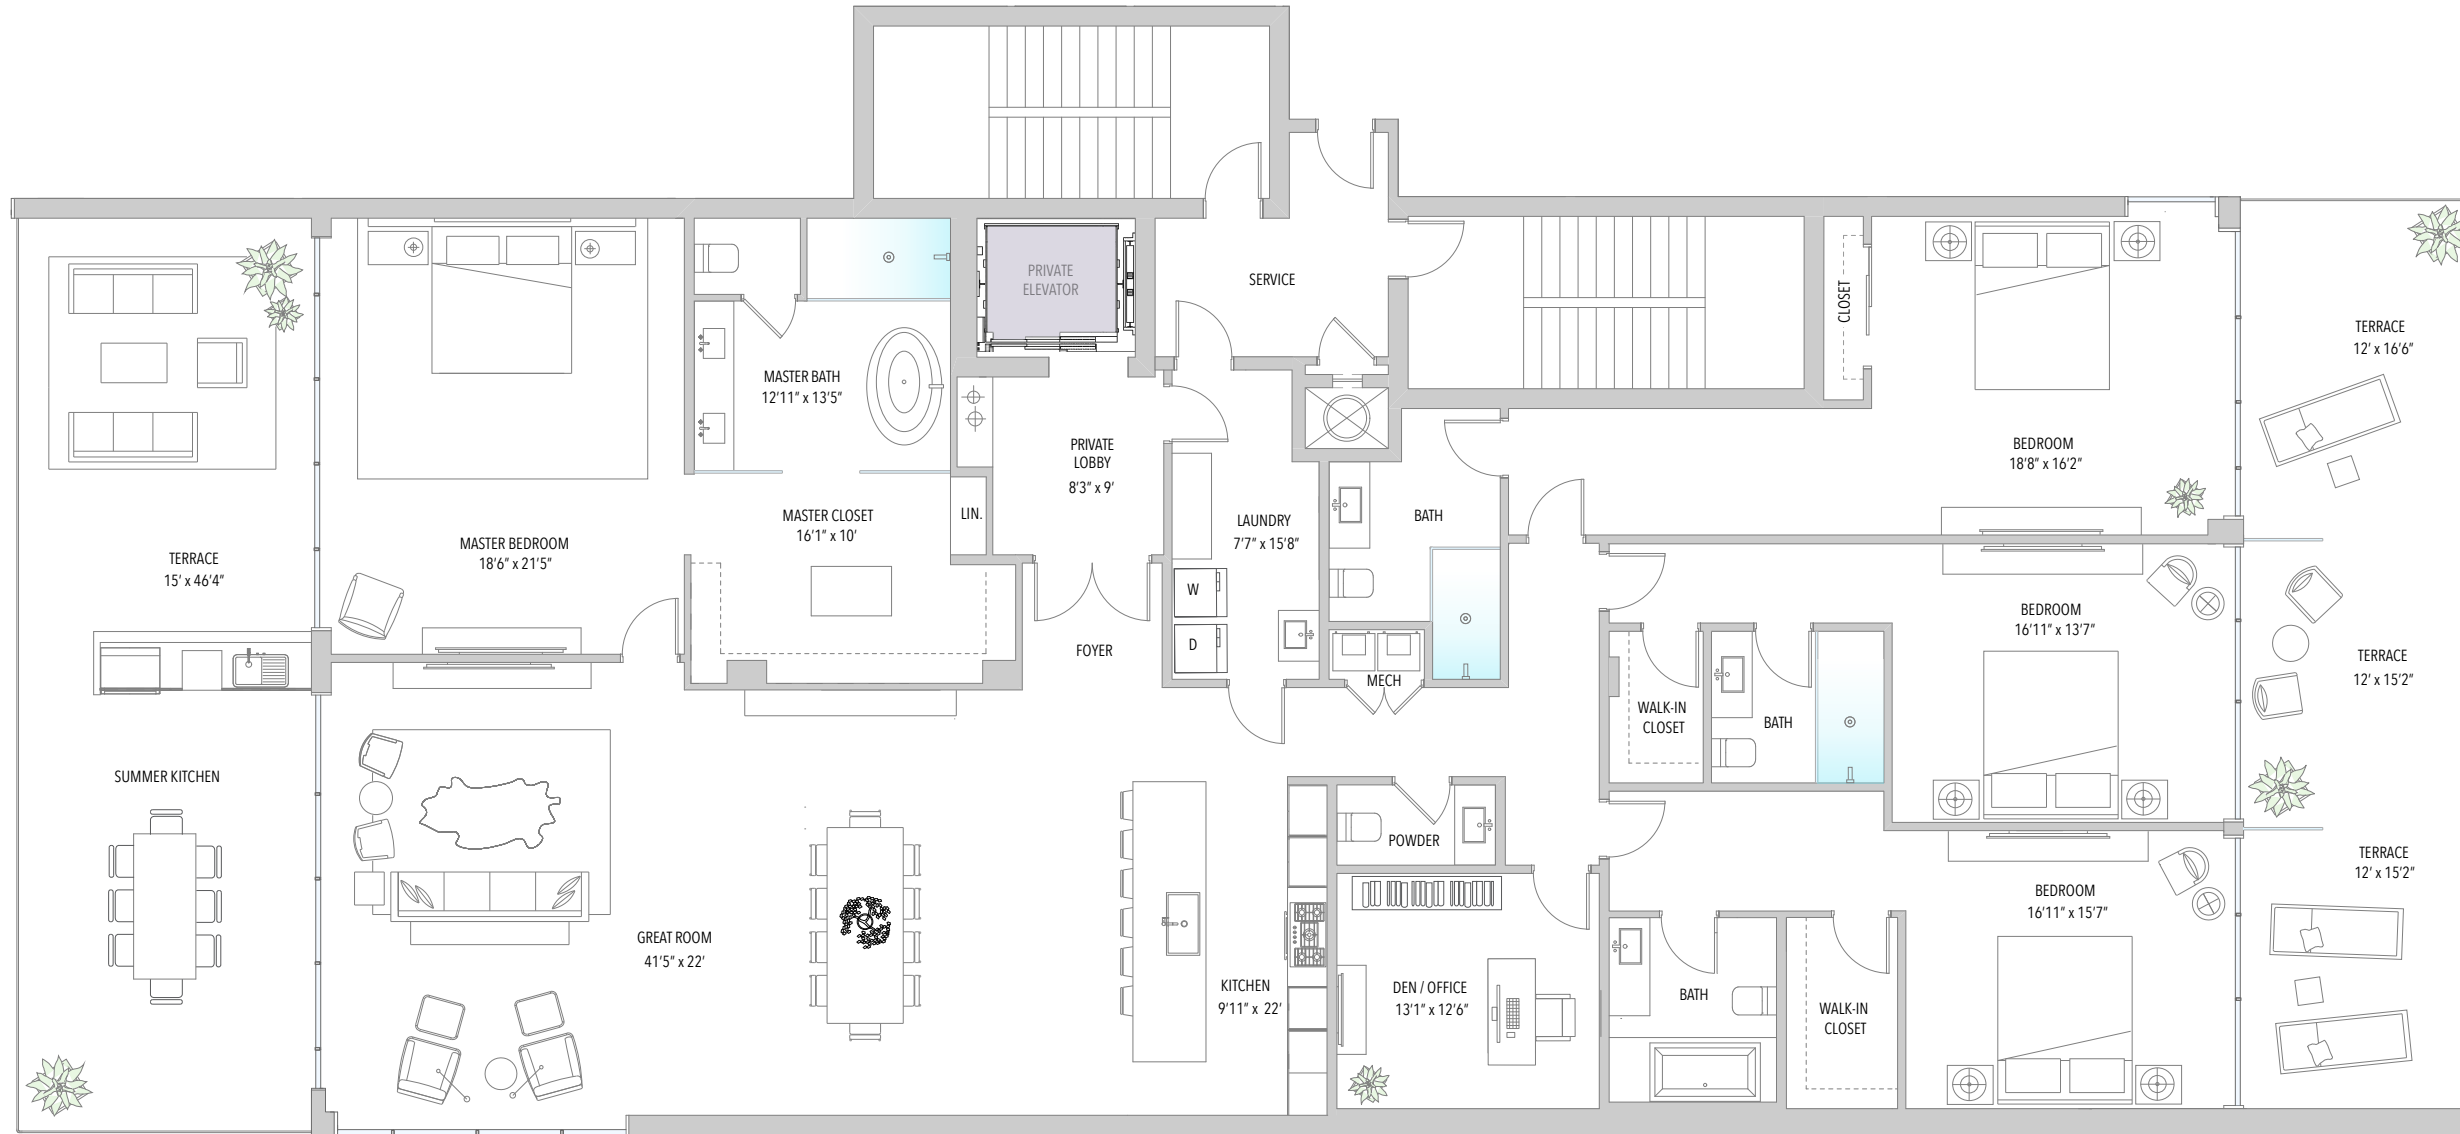 PRIVATE
ELEVATOR
SERVICE
CLOSET
TERRACE
12' x 16'6"
MASTER BATH
12'11" x 13'5"
PRIVATE
LOBBY
8'3" x 9'
BEDROOM
18'8" x 16'2"
LIN.
MASTER CLOSET
16'1" x 10'
LAUNDRY
7'7" x 15'8"
BATH
MASTER BEDROOM
18'6" x 21'5"
TERRACE
15' x 46'4"
W
D
FOYER
MECH
BEDROOM
16'11" x 13'7"
TERRACE
12' x 15'2"
WALK-IN
CLOSET
BATH
SUMMER KITCHEN
POWDER
TERRACE
12' x 15'2"
BEDROOM
16'11" x 15'7"
GREAT ROOM
41'5" x 22'
KITCHEN
9'11" x 22'
DEN / OFFICE
13'1" x 12'6"
BATH
WALK-IN
CLOSET